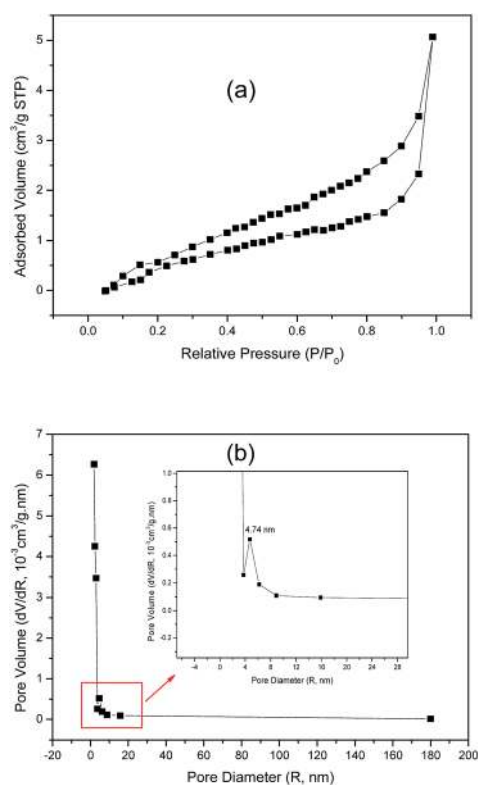 (a)
Adsorbed Volume (cm³/g STP)
5
4
3
2
1
0
0.0 0.2 0.4 0.6 0.8 1.0
Relative Pressure (P/P₀)
(b)
Pore Volume (dV/dR, 10⁻³cm³/g.nm)
7
6
5
4
3
2
1
0
-20 0 20 40 60 80 100 120 140 160 180 200
Pore Diameter (R, nm)
Pore Volume (dV/dR, 10⁻³cm³/g.nm)
1.0
0.8
0.6
0.4
0.2
0.0
-0.2
4.74 nm
-4 0 4 8 12 16 20 24 28
Pore Diameter (R, nm)